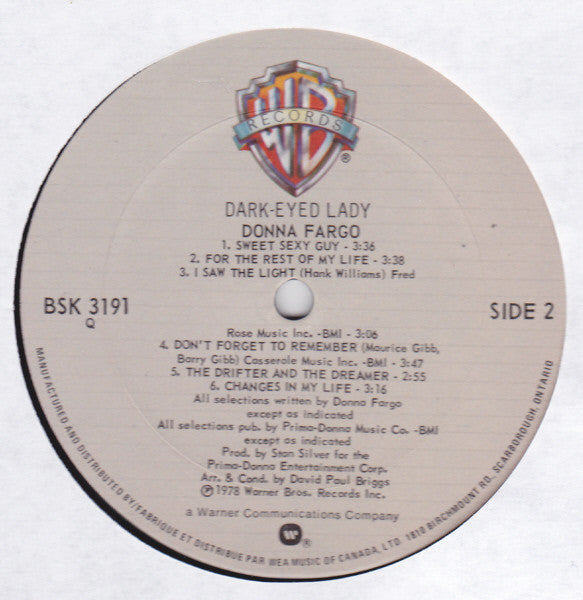 WB
RECORDS
®
DARK-EYED LADY
DONNA FARGO
1. SWEET SEXY GUY - 3:36
2. FOR THE REST OF MY LIFE - 3:38
3. I SAW THE LIGHT (Hank Williams) Fred
BSK 3191
Q
SIDE 2
Rose Music Inc. -BMI - 3:06
4. DON'T FORGET TO REMEMBER (Maurice Gibb,
Barry Gibb) Casserole Music Inc. -BMI - 3:47
5. THE DRIFTER AND THE DREAMER - 2:55
6. CHANGES IN MY LIFE - 3:16
All selections written by Donna Fargo
except as indicated
All selections pub. by Prima-Donna Music Co. -BMI
except as indicated
Prod. by Stan Silver for the
Prima-Donna Entertainment Corp.
Arr. & Cond. by David Paul Briggs
℗1978 Warner Bros. Records Inc.
a Warner Communications Company
®
MANUFACTURED AND DISTRIBUTED BY/FABRIQUE ET DISTRIBUE PAR WEA MUSIC OF CANADA, LTD. 1810 BIRCHMOUNT RD., SCARBOROUGH, ONTARIO